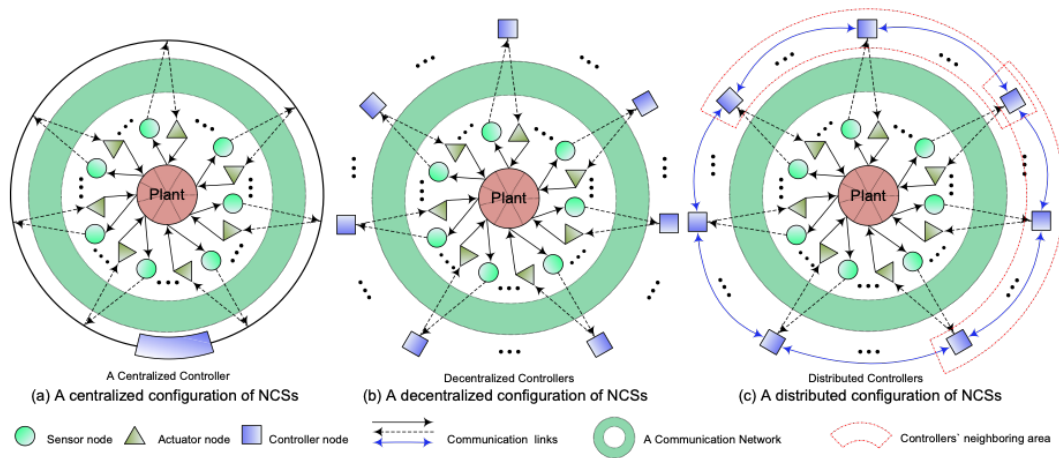 Plant
Plant
Plant
A Centralized Controller
Decentralized Controllers
Distributed Controllers
(a) A centralized configuration of NCSs
(b) A decentralized configuration of NCSs
(c) A distributed configuration of NCSs
Sensor node
Actuator node
Controller node
Communication links
A Communication Network
Controllers' neighboring area